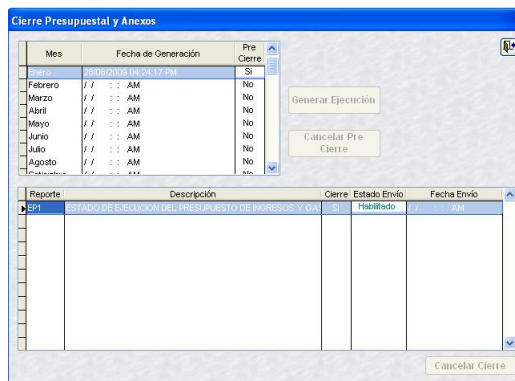 Cierre Presupuestal y Anexos
Mes Fecha de Generación Pre Cierre
Enero 26/08/2009 04:24:17 PM Si
Febrero / / : : AM No
Marzo / / : : AM No
Abril / / : : AM No
Mayo / / : : AM No
Junio / / : : AM No
Julio / / : : AM No
Agosto / / : : AM No
Generar Ejecución
Cancelar Pre
Cierre
Reporte Descripción Cierre Estado Envío Fecha Envío
EP1 ESTADO DE EJECUCION DEL PRESUPUESTO DE INGRESOS Y GAS Si Habilitado / / : : AM
Cancelar Cierre